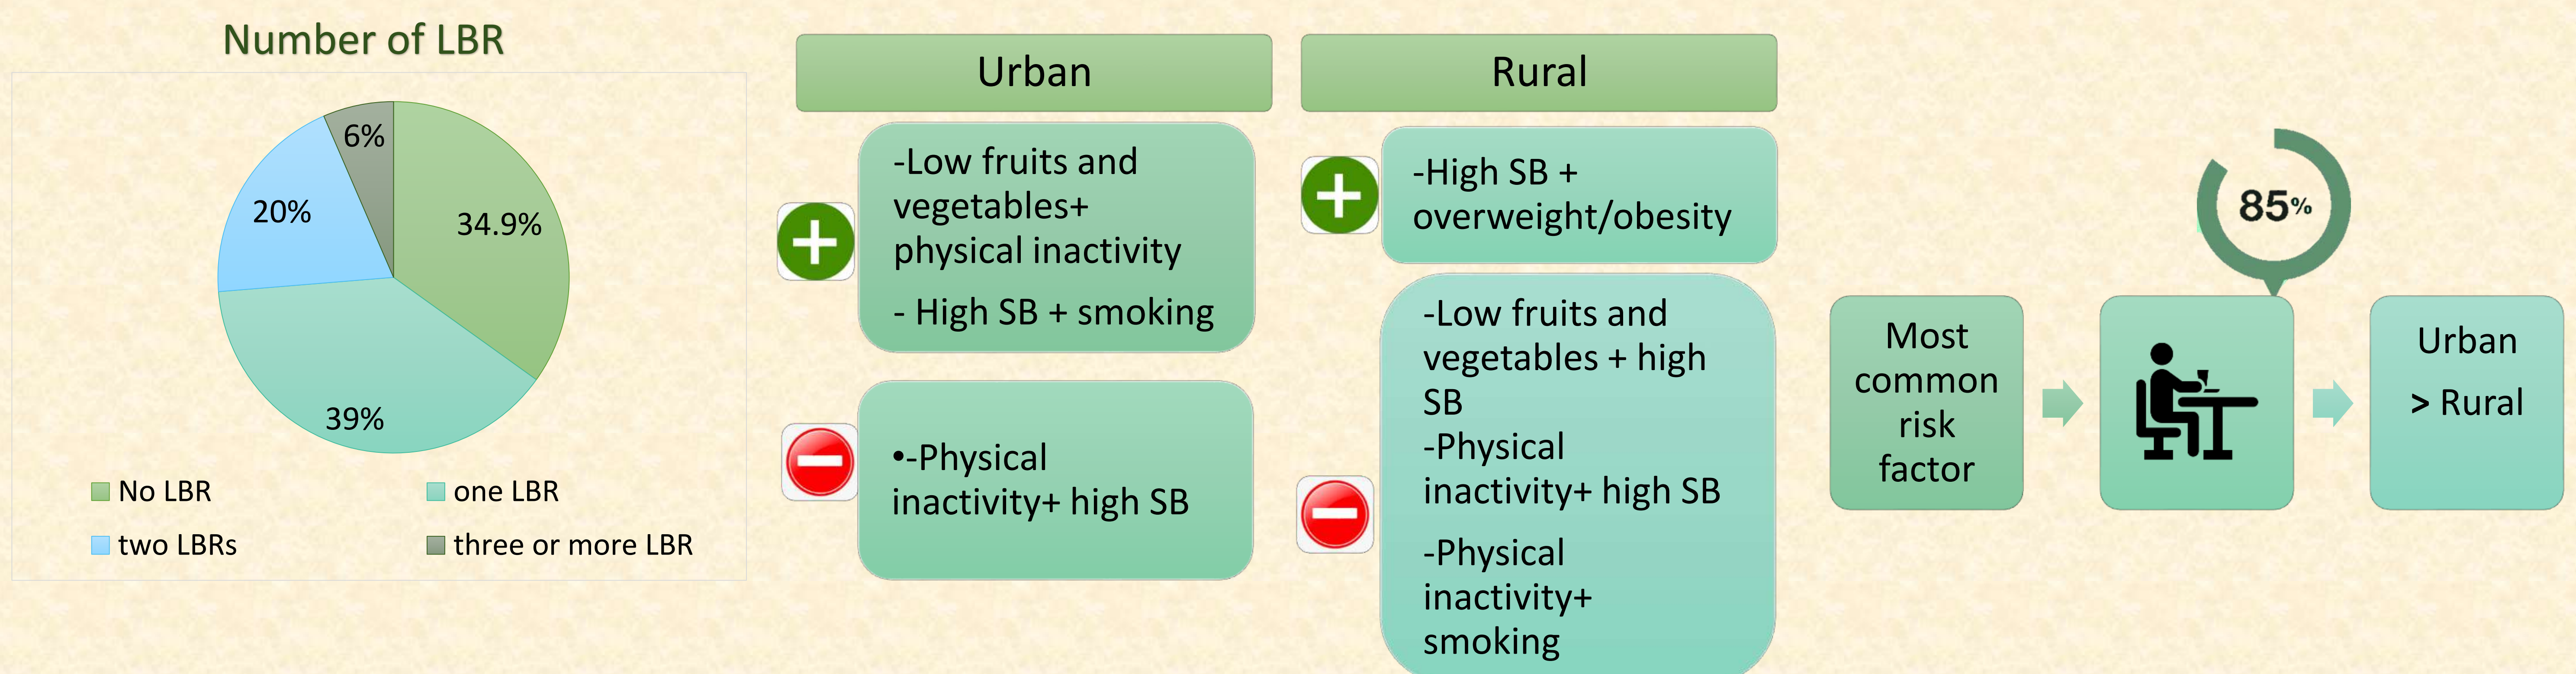 Number of LBR
6%
20%
34.9%
39%
No LBR
one LBR
two LBRs
three or more LBR
Urban
-Low fruits and
vegetables+
physical inactivity
- High SB + smoking
•-Physical
inactivity+ high SB
Rural
-High SB +
overweight/obesity
-Low fruits and
vegetables + high
SB
-Physical
inactivity+ high SB
-Physical
inactivity+
smoking
Most
common
risk
factor
85%
Urban
> Rural